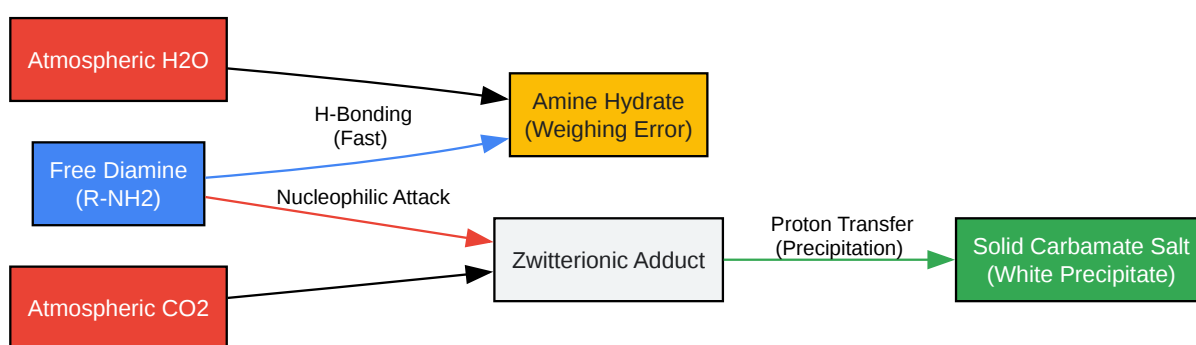 Atmospheric H2O
H-Bonding
(Fast)
Amine Hydrate
(Weighing Error)
Free Diamine
(R-NH2)
Nucleophilic Attack
Atmospheric CO2
Zwitterionic Adduct
Proton Transfer
(Precipitation)
Solid Carbamate Salt
(White Precipitate)